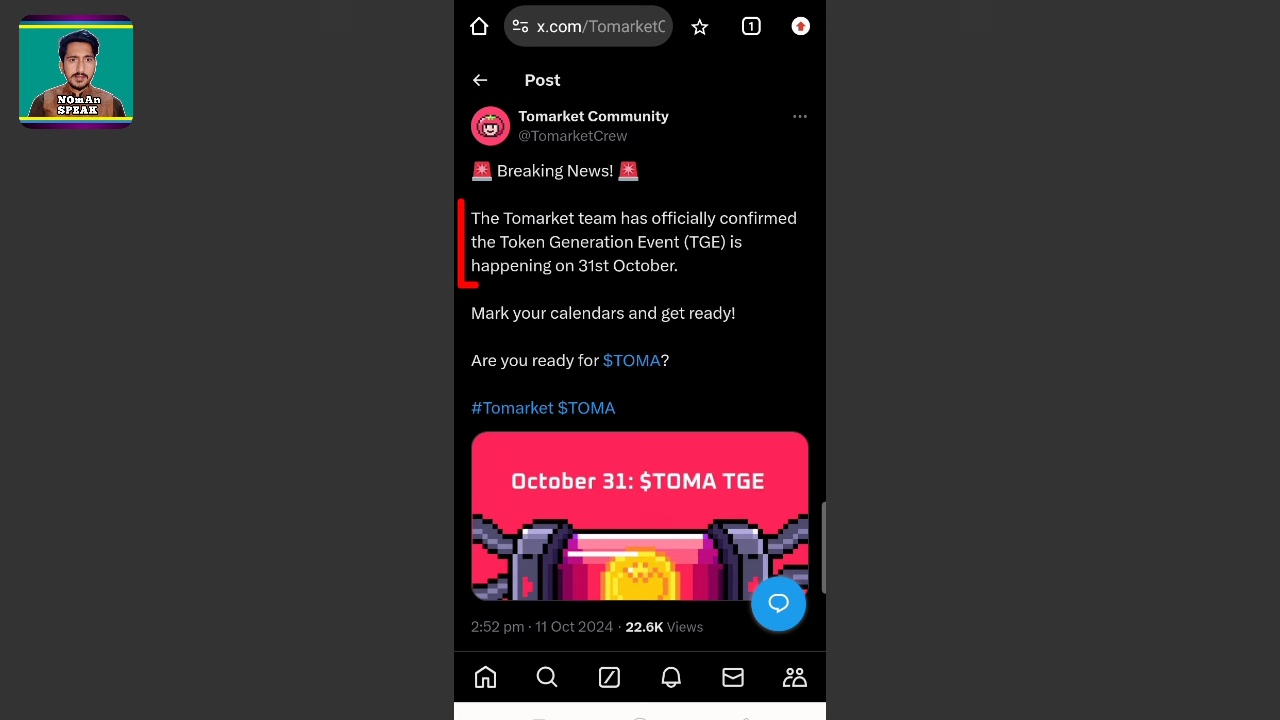 NOmAn
SPEAK
x.com/TomarketC
1
Post
Tomarket Community
@TomarketCrew
🚨 Breaking News! 🚨
The Tomarket team has officially confirmed
the Token Generation Event (TGE) is
happening on 31st October.
Mark your calendars and get ready!
Are you ready for $TOMA?
#Tomarket $TOMA
October 31: $TOMA TGE
2:52 pm · 11 Oct 2024 · 22.6K Views